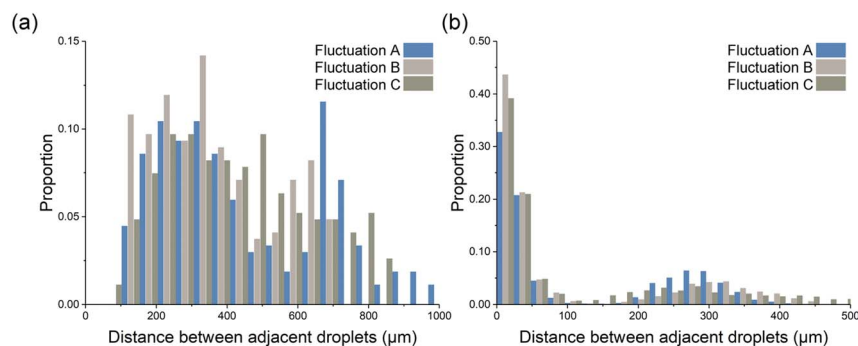 (a)
0.15
0.10
0.05
0.00
Proportion
Fluctuation A
Fluctuation B
Fluctuation C
0 200 400 600 800 1000
Distance between adjacent droplets (µm)
(b)
0.50
0.40
0.30
0.20
0.10
0.00
Proportion
Fluctuation A
Fluctuation B
Fluctuation C
0 100 200 300 400 500
Distance between adjacent droplets (µm)